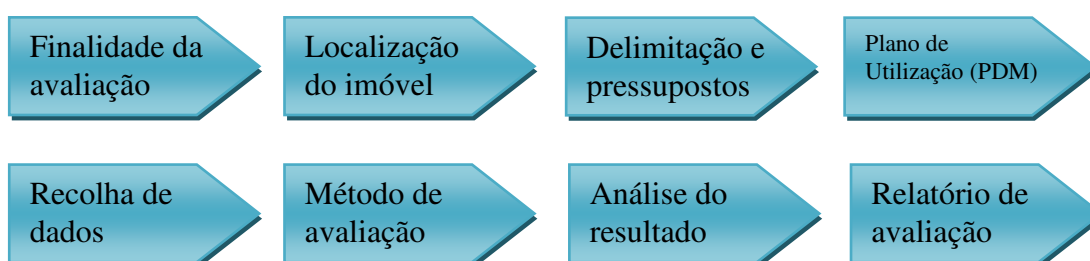 Finalidade da
avaliação
Localização
do imóvel
Delimitação e
pressupostos
Plano de
Utilização (PDM)
Recolha de
dados
Método de
avaliação
Análise do
resultado
Relatório de
avaliação